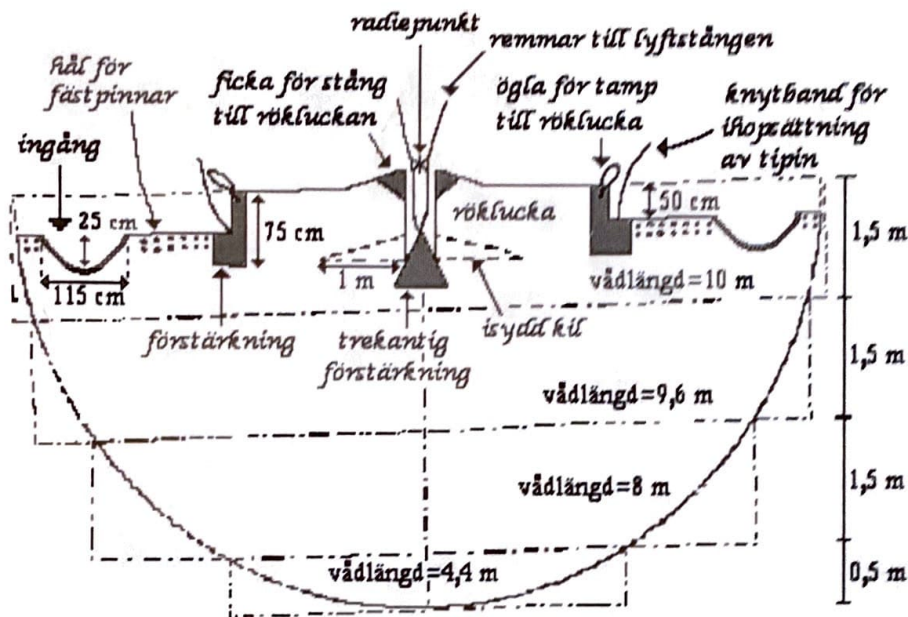 radiepunkt
remmar till lyftstången
hål för
fästpinnar
ficka för stång
till rökluckan
ögla för tamp
till röklucka
knytband för
ihopsättning
av tipin
ingång
25 cm
75 cm
röklucka
50 cm
1,5 m
115 cm
1 m
vådlängd=10 m
förstärkning
trekantig
förstärkning
isydd kil
1,5 m
vådlängd=9,6 m
vådlängd=8 m
1,5 m
vådlängd=4,4 m
0,5 m